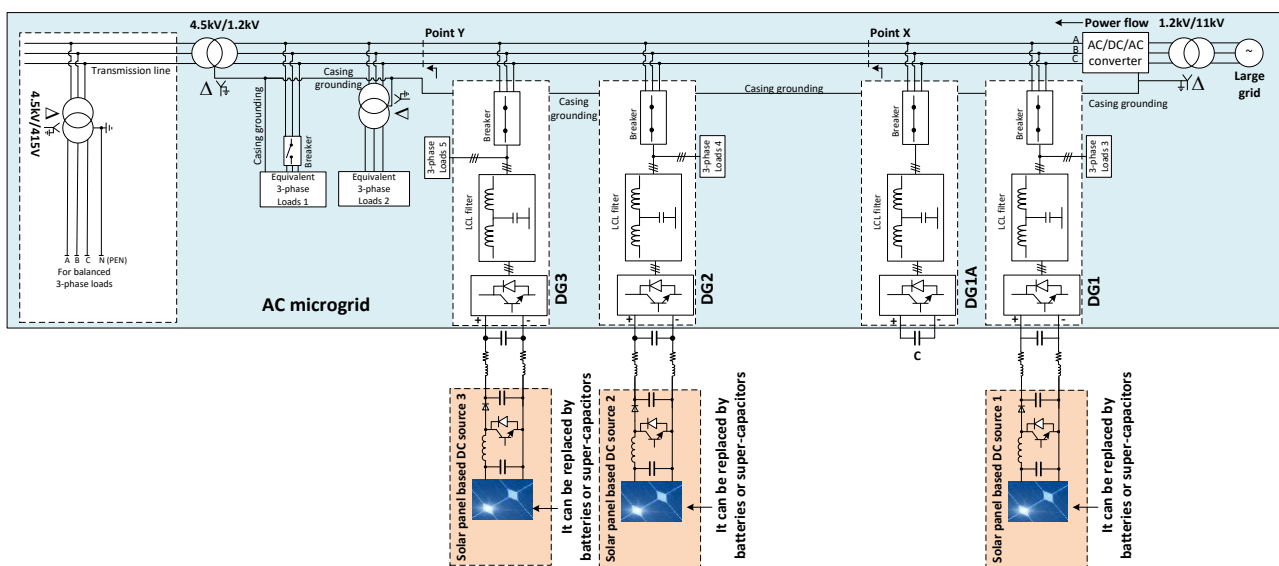 4.5kV/1.2kV
Point Y
Point X
Power flow
1.2kV/11kV
A
B
C
AC/DC/AC
converter
~
Large
grid
Transmission line
Δ
Casing
grounding
Δ
4.5kV/415V
Δ
Casing grounding
Breaker
Δ
Casing
grounding
Casing grounding
Casing grounding
Δ
Equivalent
3-phase
Loads 1
Equivalent
3-phase
Loads 2
A
B
C
N (PEN)
For balanced
3-phase loads
AC microgrid
3-phase
Loads 5
Breaker
LCL filter
DG3
+
-
3-phase
Loads 4
Breaker
LCL filter
DG2
+
-
Breaker
LCL filter
DG1A
+
-
C
3-phase
Loads 3
Breaker
LCL filter
DG1
+
-
Solar panel based DC source 3
It can be replaced by
batteries or super-capacitors
Solar panel based DC source 2
It can be replaced by
batteries or super-capacitors
Solar panel based DC source 1
It can be replaced by
batteries or super-capacitors